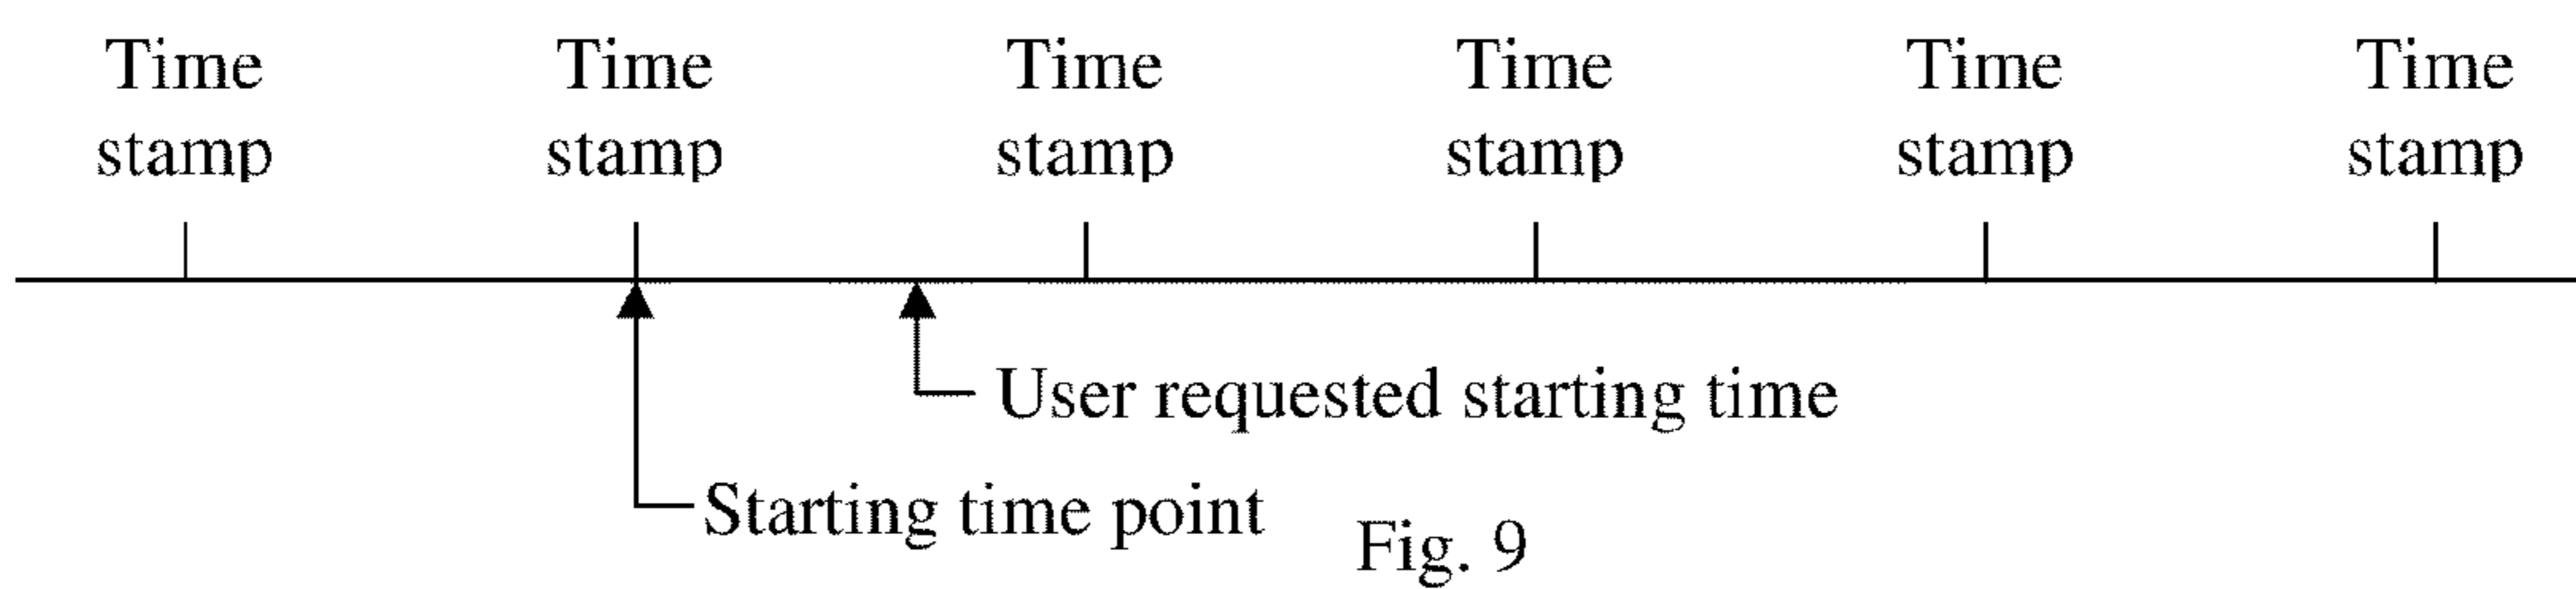 Time Time Time Time Time Time
stamp stamp stamp stamp stamp stamp
User requested starting time
Starting time point
Fig. 9